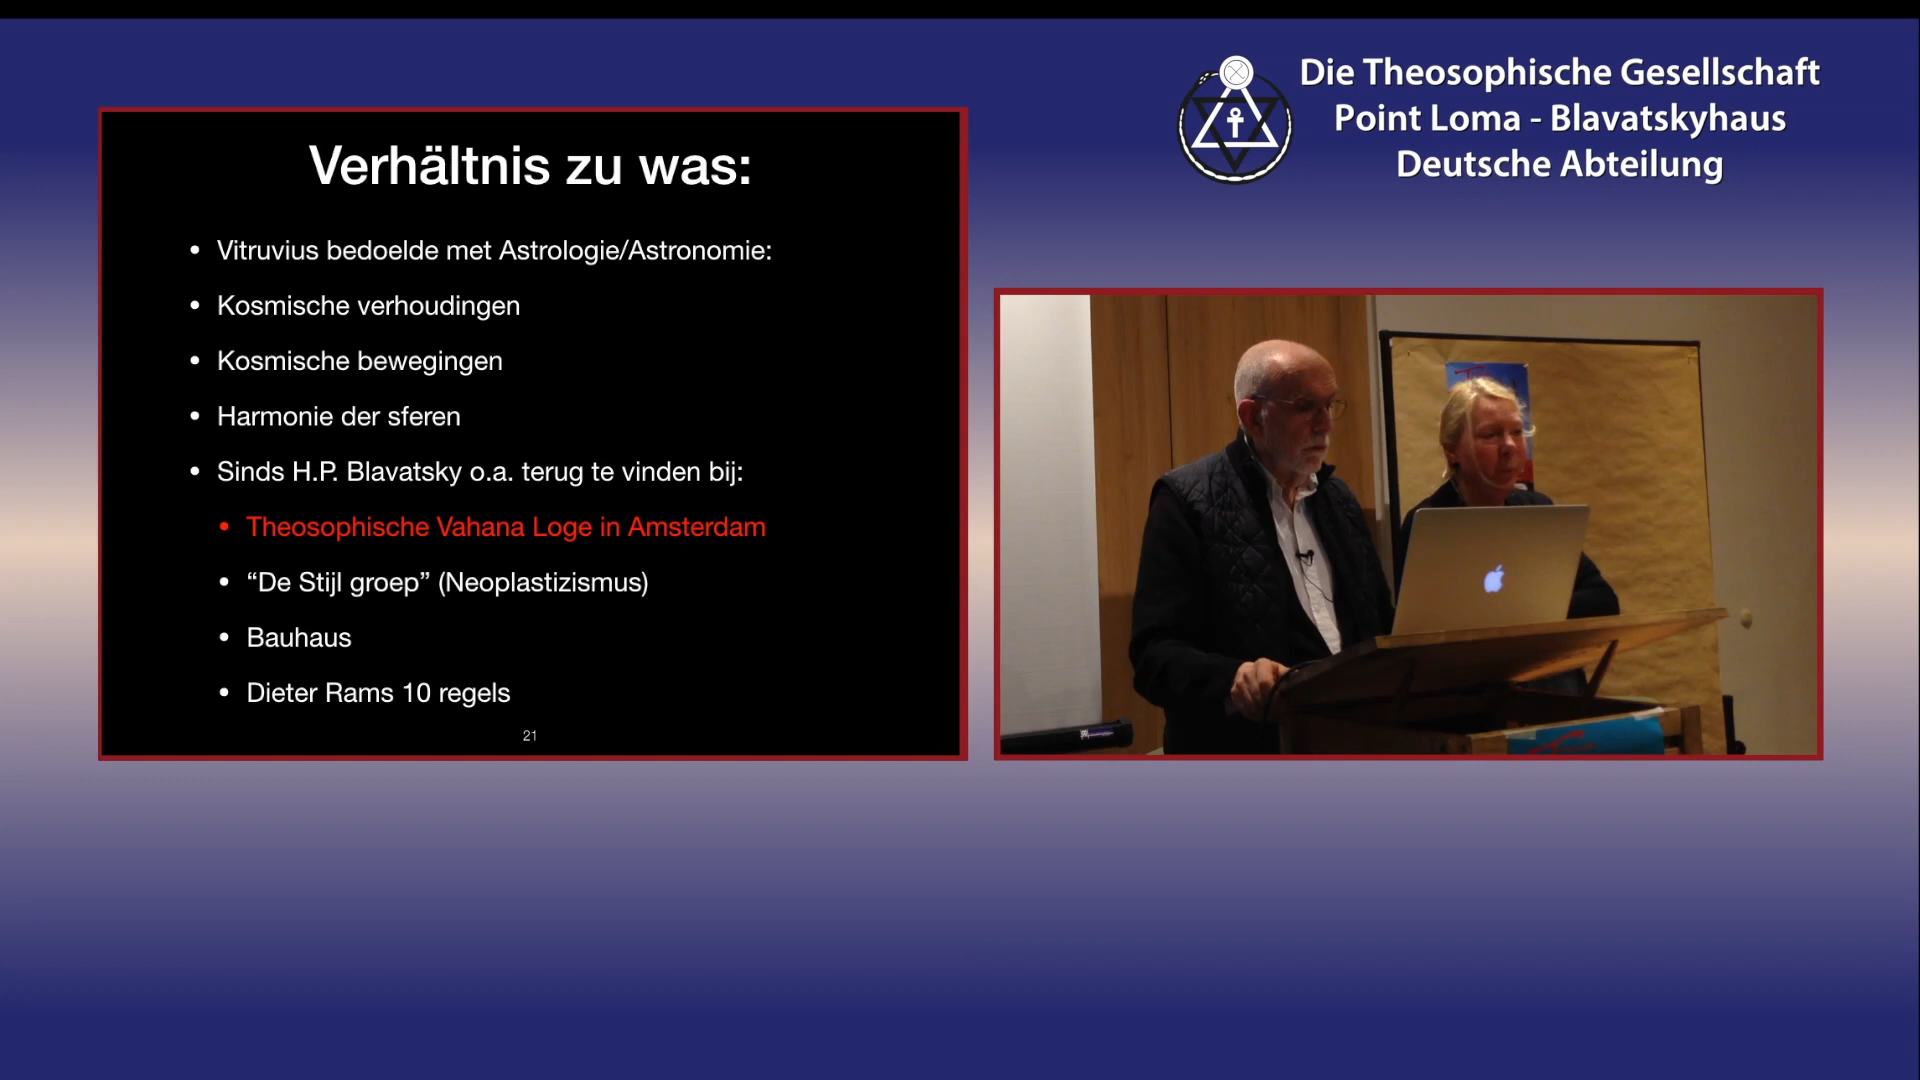 Die Theosophische Gesellschaft
Point Loma - Blavatskyhaus
Deutsche Abteilung
Verhältnis zu was:
• Vitruvius bedoelde met Astrologie/Astronomie:
• Kosmische verhoudingen
• Kosmische bewegingen
• Harmonie der sferen
• Sinds H.P. Blavatsky o.a. terug te vinden bij:
• Theosophische Vahana Loge in Amsterdam
• “De Stijl groep” (Neoplastizismus)
• Bauhaus
• Dieter Rams 10 regels
21